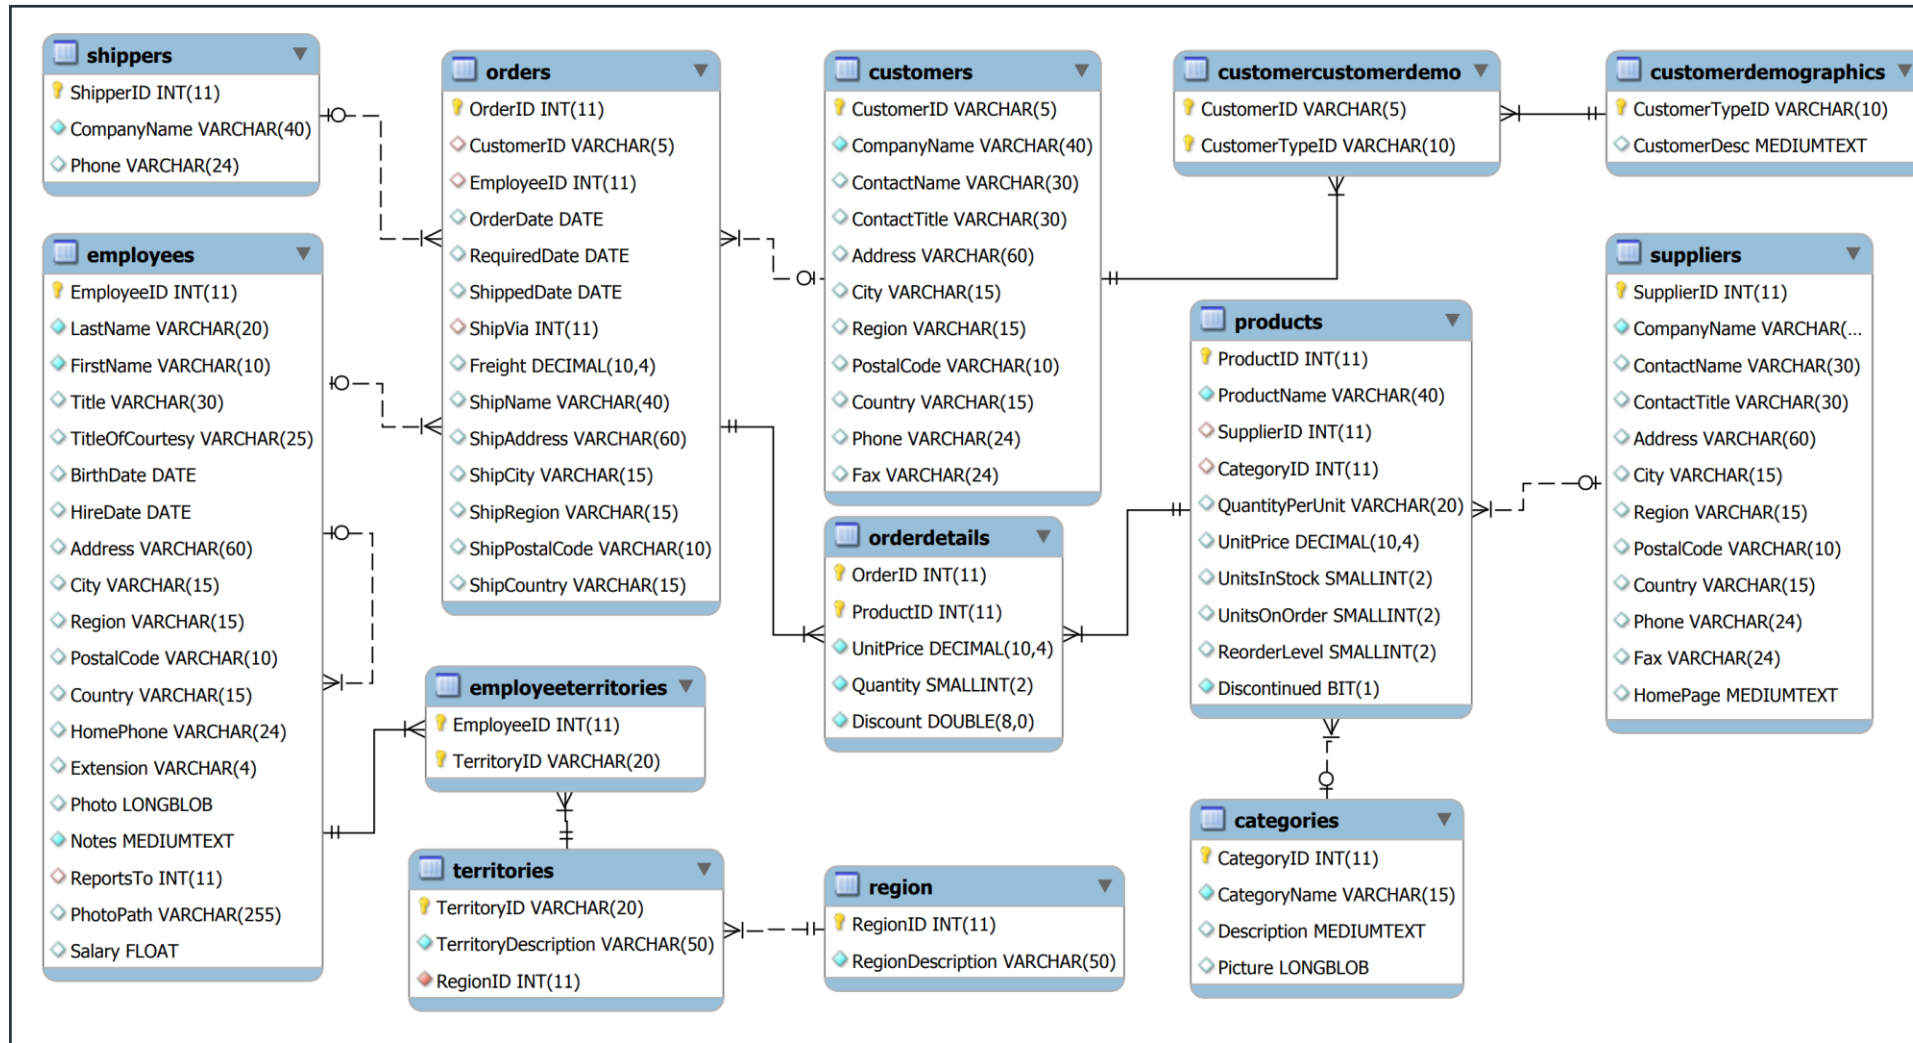 shippers
ShipperID INT(11)
CompanyName VARCHAR(40)
Phone VARCHAR(24)
employees
EmployeeID INT(11)
LastName VARCHAR(20)
FirstName VARCHAR(10)
Title VARCHAR(30)
TitleOfCourtesy VARCHAR(25)
BirthDate DATE
HireDate DATE
Address VARCHAR(60)
City VARCHAR(15)
Region VARCHAR(15)
PostalCode VARCHAR(10)
Country VARCHAR(15)
HomePhone VARCHAR(24)
Extension VARCHAR(4)
Photo LONGBLOB
Notes MEDIUMTEXT
ReportsTo INT(11)
PhotoPath VARCHAR(255)
Salary FLOAT
orders
OrderID INT(11)
CustomerID VARCHAR(5)
EmployeeID INT(11)
OrderDate DATE
RequiredDate DATE
ShippedDate DATE
ShipVia INT(11)
Freight DECIMAL(10,4)
ShipName VARCHAR(40)
ShipAddress VARCHAR(60)
ShipCity VARCHAR(15)
ShipRegion VARCHAR(15)
ShipPostalCode VARCHAR(10)
ShipCountry VARCHAR(15)
employeeterritories
EmployeeID INT(11)
TerritoryID VARCHAR(20)
territories
TerritoryID VARCHAR(20)
TerritoryDescription VARCHAR(50)
RegionID INT(11)
customers
CustomerID VARCHAR(5)
CompanyName VARCHAR(40)
ContactName VARCHAR(30)
ContactTitle VARCHAR(30)
Address VARCHAR(60)
City VARCHAR(15)
Region VARCHAR(15)
PostalCode VARCHAR(10)
Country VARCHAR(15)
Phone VARCHAR(24)
Fax VARCHAR(24)
orderdetails
OrderID INT(11)
ProductID INT(11)
UnitPrice DECIMAL(10,4)
Quantity SMALLINT(2)
Discount DOUBLE(8,0)
region
RegionID INT(11)
RegionDescription VARCHAR(50)
customercustomerdemo
CustomerID VARCHAR(5)
CustomerTypeID VARCHAR(10)
products
ProductID INT(11)
ProductName VARCHAR(40)
SupplierID INT(11)
CategoryID INT(11)
QuantityPerUnit VARCHAR(20)
UnitPrice DECIMAL(10,4)
UnitsInStock SMALLINT(2)
UnitsOnOrder SMALLINT(2)
ReorderLevel SMALLINT(2)
Discontinued BIT(1)
categories
CategoryID INT(11)
CategoryName VARCHAR(15)
Description MEDIUMTEXT
Picture LONGBLOB
customerdemographics
CustomerTypeID VARCHAR(10)
CustomerDesc MEDIUMTEXT
suppliers
SupplierID INT(11)
CompanyName VARCHAR(...
ContactName VARCHAR(30)
ContactTitle VARCHAR(30)
Address VARCHAR(60)
City VARCHAR(15)
Region VARCHAR(15)
PostalCode VARCHAR(10)
Country VARCHAR(15)
Phone VARCHAR(24)
Fax VARCHAR(24)
HomePage MEDIUMTEXT